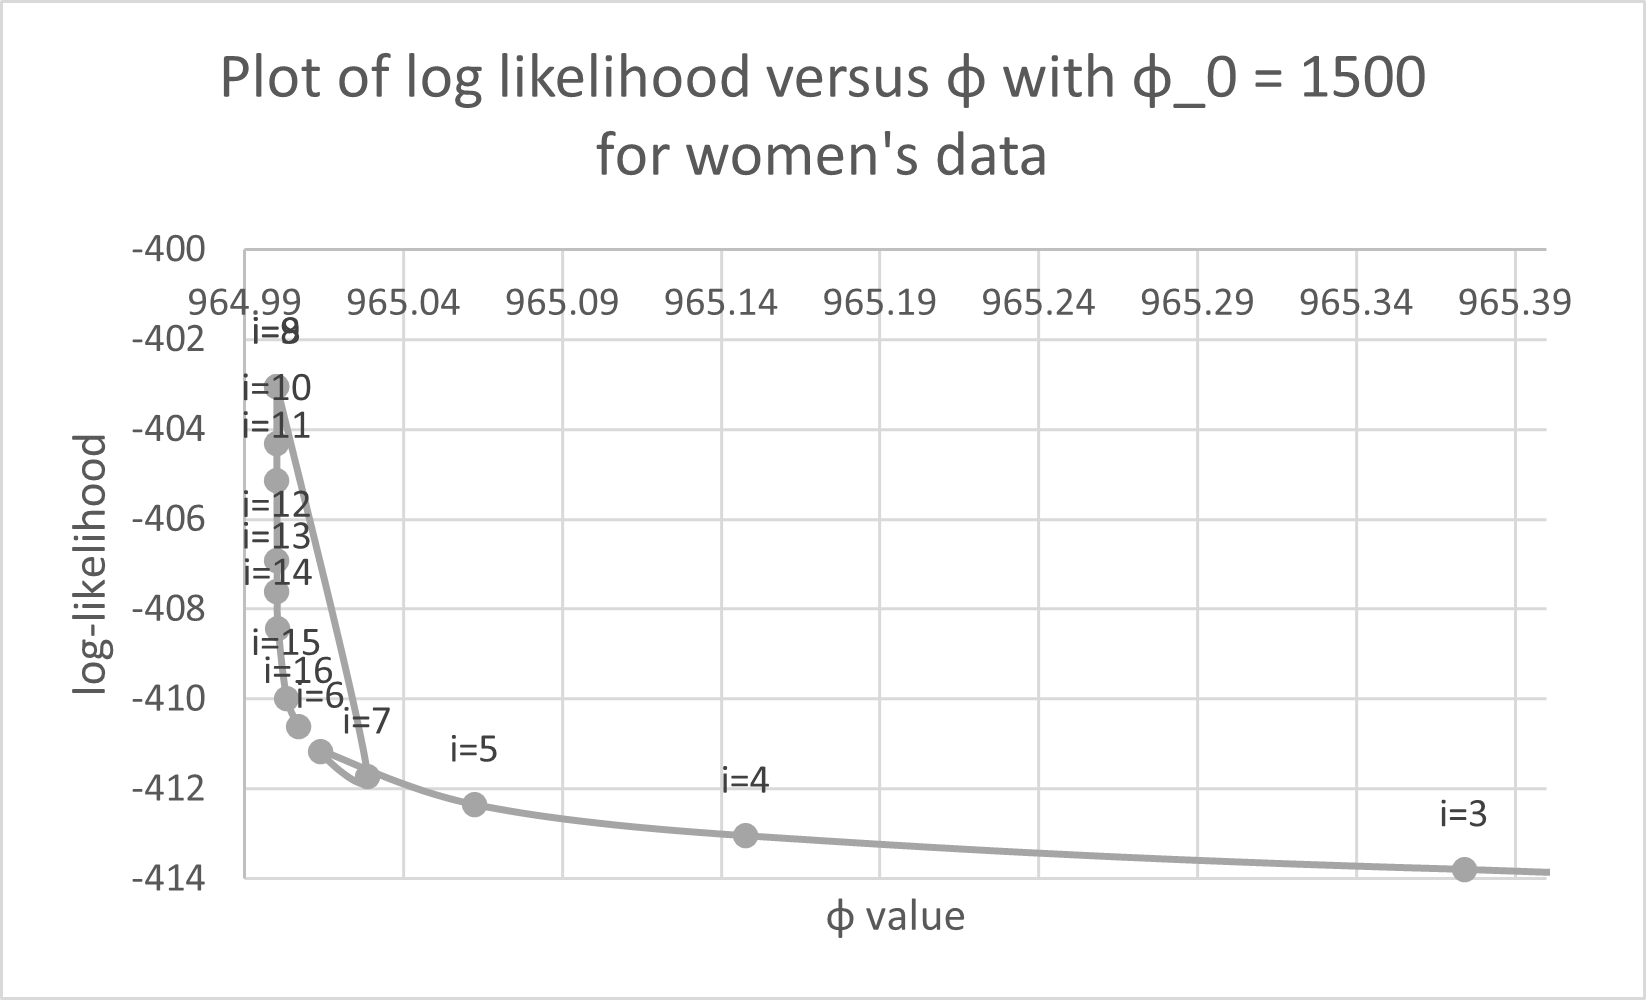 Plot of log likelihood versus ϕ with ϕ_0 = 1500
for women's data
-400
964.99 965.04 965.09 965.14 965.19 965.24 965.29 965.34 965.39
i=8
i=9
-402
i=10
i=11
-404
i=12
-406
i=13
i=14
-408
i=15
i=16
i=6
-410
i=7
i=5
i=4
-412
i=3
-414
log-likelihood
ϕ value